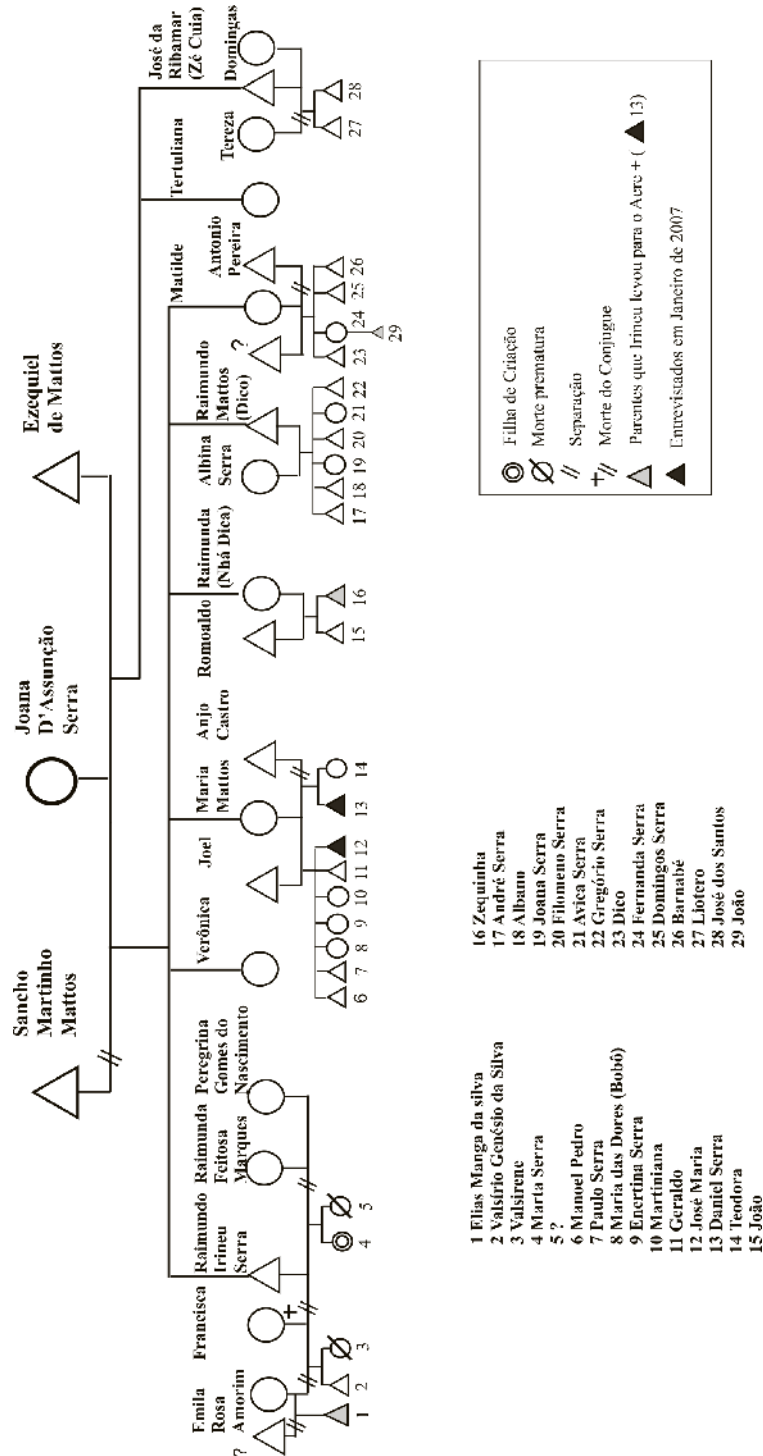 Sancho
Martinho
Mattos
Joana
D'Assunção
Serra
Ezequiel
de Mattos
?
Emila
Rosa
Amorim
Francisca
Raimundo
Irineu
Serra
Raimunda
Feitosa
Marques
Peregrina
Gomes do
Nascimento
Verônica
Joel
Maria
Mattos
Anjo
Castro
Romoaldo
Raimunda
(Nhá Dica)
Albina
Serra
Raimundo
Mattos
(Dico)
?
Matilde
Antonio
Pereira
Tertuliana
Tereza
José da
Ribamar
(Zé Cuia)
Domingas
1
2
3
4
5
6
7
8
9
10
11
12
13
14
15
16
17
18
19
20
21
22
23
24
25
26
27
28
29
1 Elias Manga da silva
2 Valsírio Genésio da Silva
3 Valsirene
4 Marta Serra
5 ?
6 Manoel Pedro
7 Paulo Serra
8 Maria das Dores (Bobô)
9 Enertina Serra
10 Martiniana
11 Geraldo
12 José Maria
13 Daniel Serra
14 Teodora
15 João
16 Zequinha
17 André Serra
18 Albano
19 Joana Serra
20 Filomeno Serra
21 Avica Serra
22 Gregório Serra
23 Dico
24 Fernanda Serra
25 Domingos Serra
26 Barnabé
27 Liotero
28 José dos Santos
29 João
Filha de Criação
Morte prematura
Separação
Morte do Conjugue
Parentes que Irineu levou para o Acre + ( 13)
Entrevistados em Janeiro de 2007